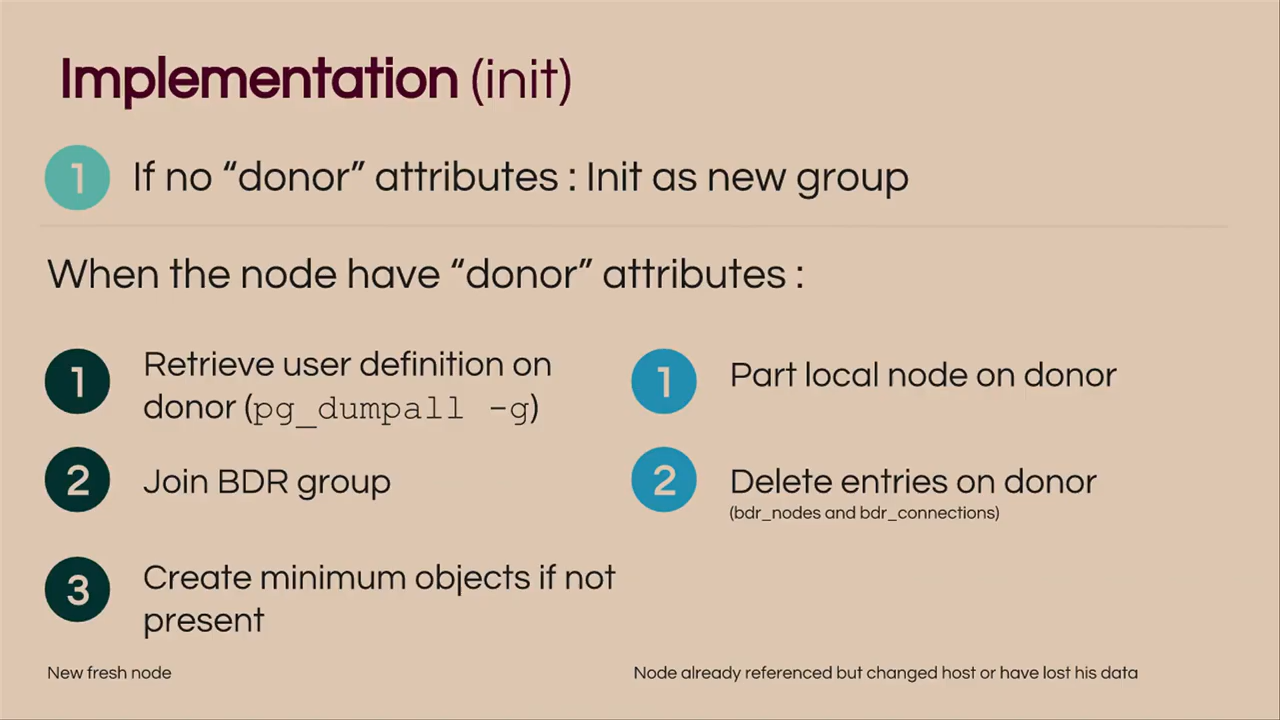 Implementation (init)
1 If no “donor” attributes : Init as new group
When the node have “donor” attributes :
1 Retrieve user definition on
donor (pg_dumpall -g)
2 Join BDR group
3 Create minimum objects if not
present
New fresh node
1 Part local node on donor
2 Delete entries on donor
(bdr_nodes and bdr_connections)
Node already referenced but changed host or have lost his data